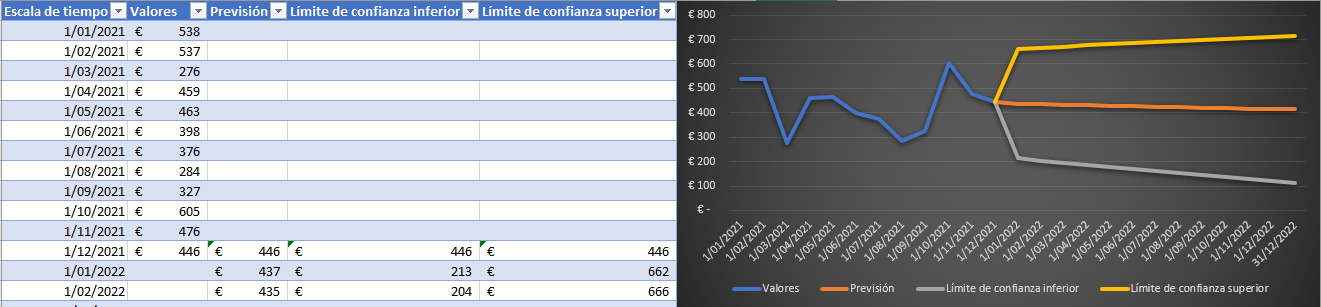 Escala de tiempo Valores Previsión Límite de confianza inferior Límite de confianza superior
1/01/2021 € 538
1/02/2021 € 537
1/03/2021 € 276
1/04/2021 € 459
1/05/2021 € 463
1/06/2021 € 398
1/07/2021 € 376
1/08/2021 € 284
1/09/2021 € 327
1/10/2021 € 605
1/11/2021 € 476
1/12/2021 € 446 € 446 € 446 € 446
1/01/2022 € 437 € 213 € 662
1/02/2022 € 435 € 204 € 666
€ 800
€ 700
€ 600
€ 500
€ 400
€ 300
€ 200
€ 100
€ -
1/01/2021
1/02/2021
1/03/2021
1/04/2021
1/05/2021
1/06/2021
1/07/2021
1/08/2021
1/09/2021
1/10/2021
1/11/2021
1/12/2021
1/01/2022
1/02/2022
1/03/2022
1/04/2022
1/05/2022
1/06/2022
1/07/2022
1/08/2022
1/09/2022
1/10/2022
1/11/2022
1/12/2022
31/12/2022
Valores Previsión Límite de confianza inferior Límite de confianza superior